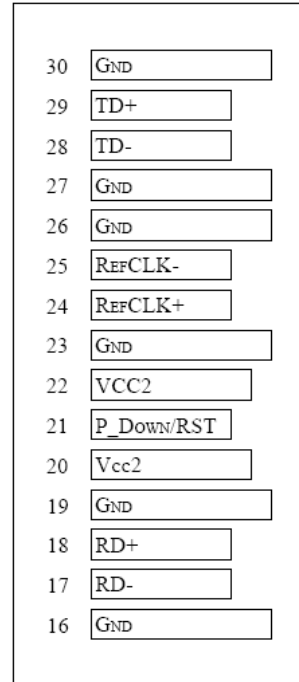 30 GND
29 TD+
28 TD-
27 GND
26 GND
25 REFCLK-
24 REFCLK+
23 GND
22 VCC2
21 P_DOWN/RST
20 Vcc2
19 GND
18 RD+
17 RD-
16 GND